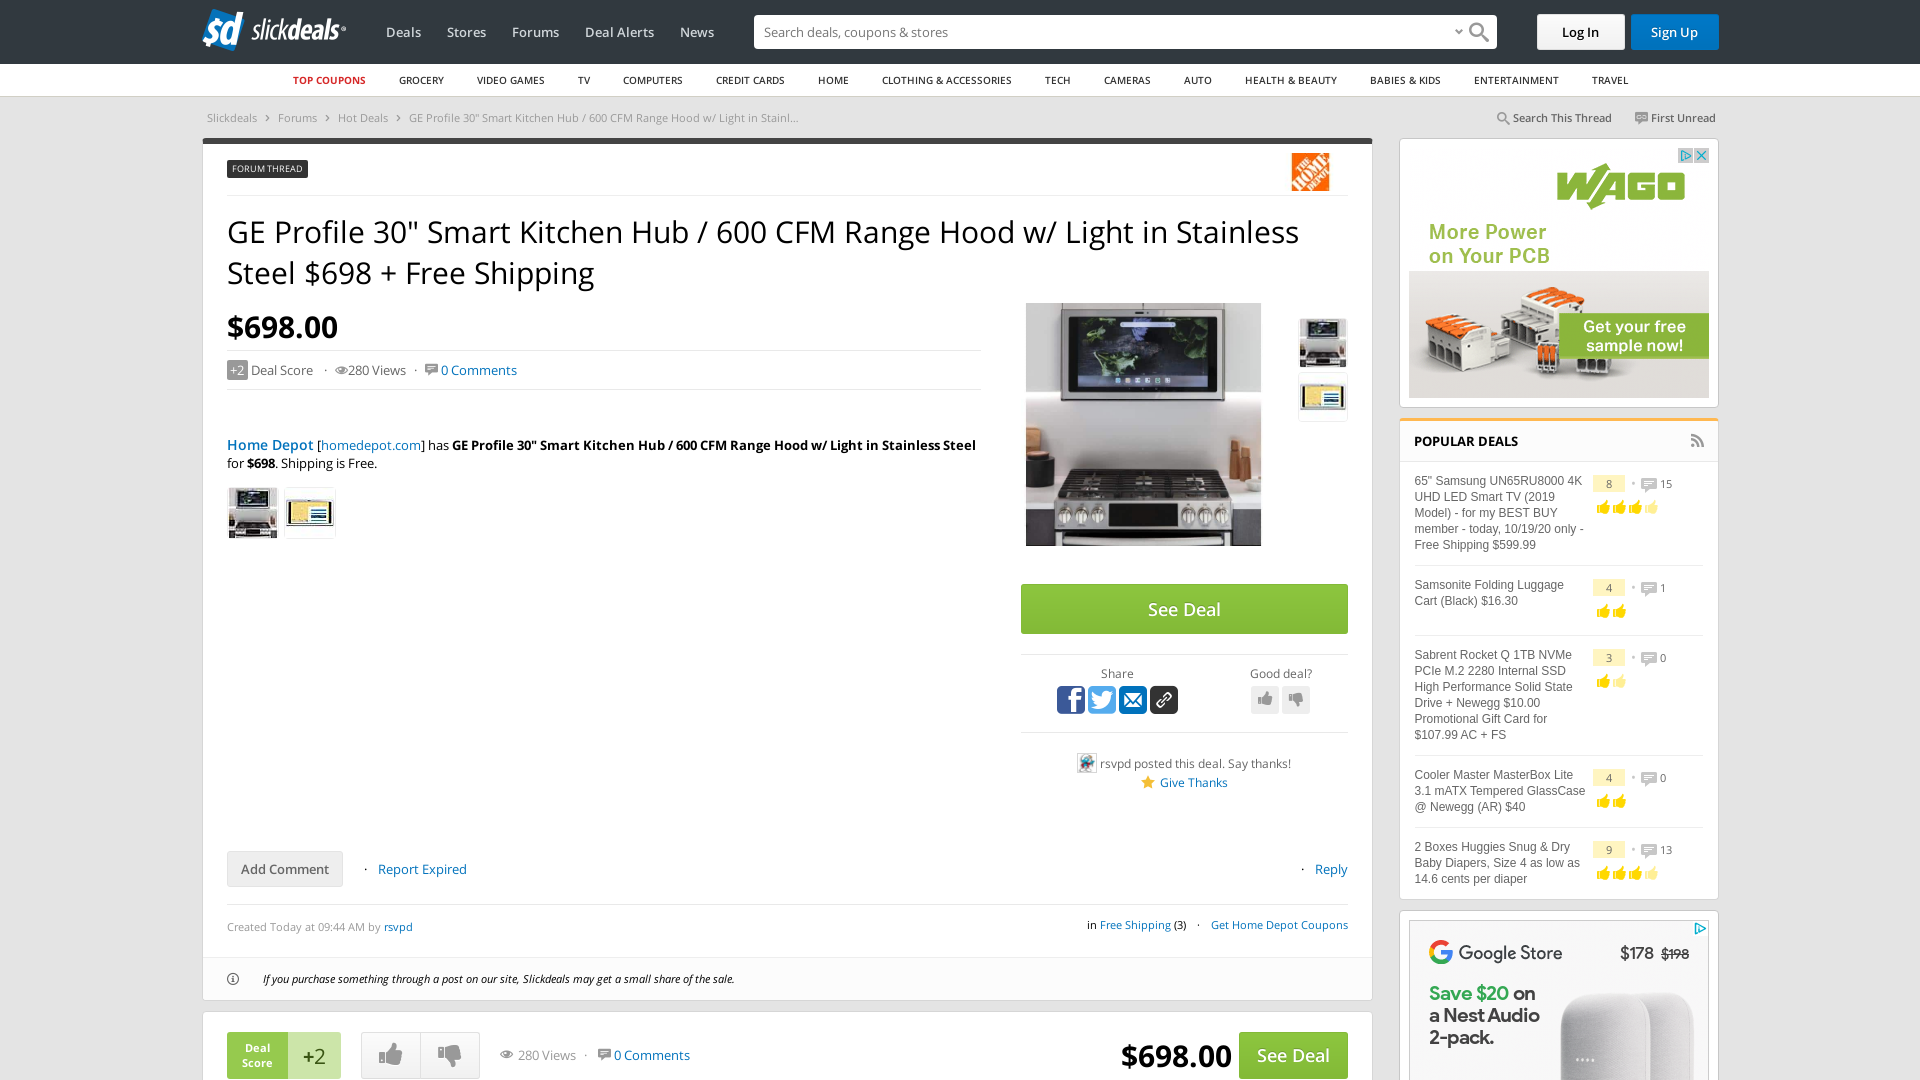 slickdeals
Deals
Stores
Forums
Deal Alerts
News
Search deals, coupons & stores
Log In
Sign Up
TOP COUPONS
GROCERY
VIDEO GAMES
TV
COMPUTERS
CREDIT CARDS
HOME
CLOTHING & ACCESSORIES
TECH
CAMERAS
AUTO
HEALTH & BEAUTY
BABIES & KIDS
ENTERTAINMENT
TRAVEL
Slickdeals
Forums
Hot Deals
GE Profile 30" Smart Kitchen Hub / 600 CFM Range Hood w/ Light in Stainl...
Search This Thread
First Unread
FORUM THREAD
THE HOME DEPOT
GE Profile 30" Smart Kitchen Hub / 600 CFM Range Hood w/ Light in Stainless
Steel $698 + Free Shipping
$698.00
+2 Deal Score · 280 Views · 0 Comments
Home Depot [homedepot.com] has GE Profile 30" Smart Kitchen Hub / 600 CFM Range Hood w/ Light in Stainless Steel
for $698. Shipping is Free.
See Deal
Share
Good deal?
rsvpd posted this deal. Say thanks!
Give Thanks
Add Comment · Report Expired
· Reply
Created Today at 09:44 AM by rsvpd
in Free Shipping (3) · Get Home Depot Coupons
If you purchase something through a post on our site, Slickdeals may get a small share of the sale.
Deal
Score
+2
280 Views · 0 Comments
$698.00
See Deal
WAGO
More Power
on Your PCB
Get your free
sample now!
POPULAR DEALS
65" Samsung UN65RU8000 4K
UHD LED Smart TV (2019
Model) - for my BEST BUY
member - today, 10/19/20 only -
Free Shipping $599.99
8 · 15
Samsonite Folding Luggage
Cart (Black) $16.30
4 · 1
Sabrent Rocket Q 1TB NVMe
PCIe M.2 2280 Internal SSD
High Performance Solid State
Drive + Newegg $10.00
Promotional Gift Card for
$107.99 AC + FS
3 · 0
Cooler Master MasterBox Lite
3.1 mATX Tempered GlassCase
@ Newegg (AR) $40
4 · 0
2 Boxes Huggies Snug & Dry
Baby Diapers, Size 4 as low as
14.6 cents per diaper
9 · 13
Google Store
$178 $198
Save $20 on
a Nest Audio
2-pack.